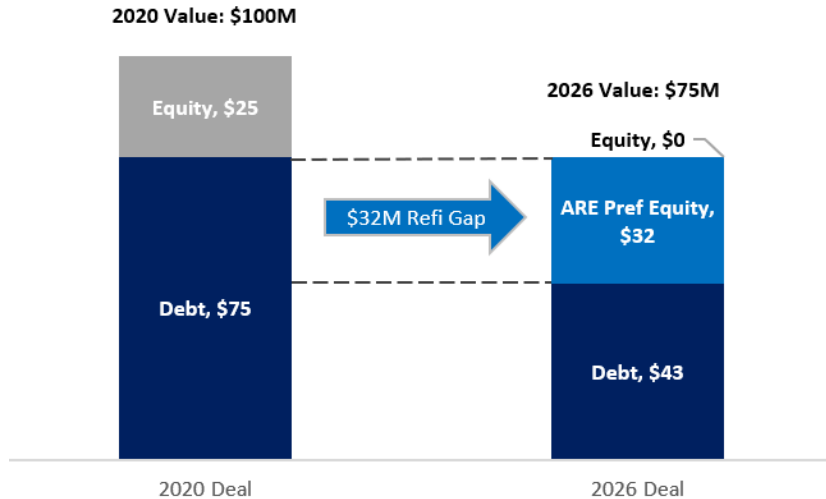 2020 Value: $100M
Equity, $25
2026 Value: $75M
Equity, $0
$32M Refi Gap
ARE Pref Equity,
$32
Debt, $75
Debt, $43
2020 Deal
2026 Deal